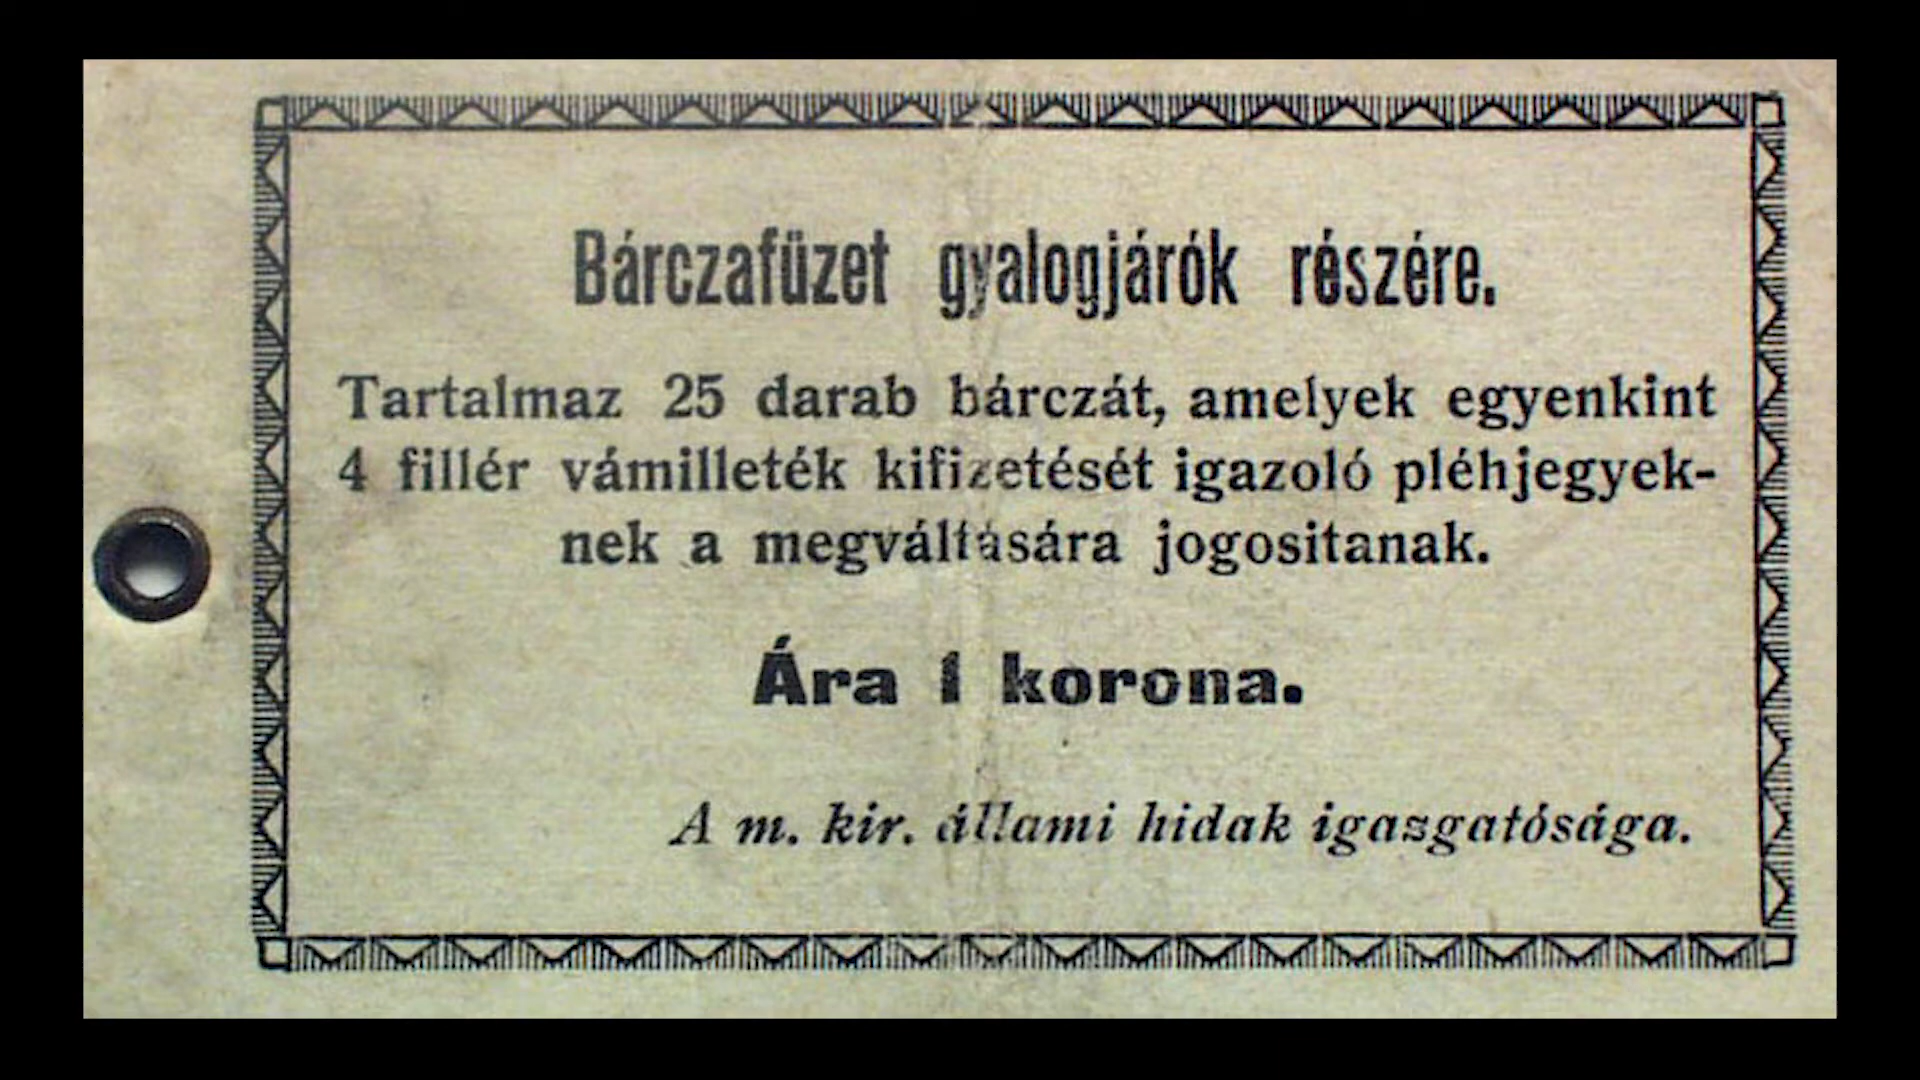 Bárczafüzet gyalogjárók részére.
Tartalmaz 25 darab bárczát, amelyek egyenkint
4 fillér vámilleték kifizetését igazoló pléhjegyek-
nek a megváltására jogositanak.
Ára 1 korona.
A m. kir. állami hidak igazgatósága.